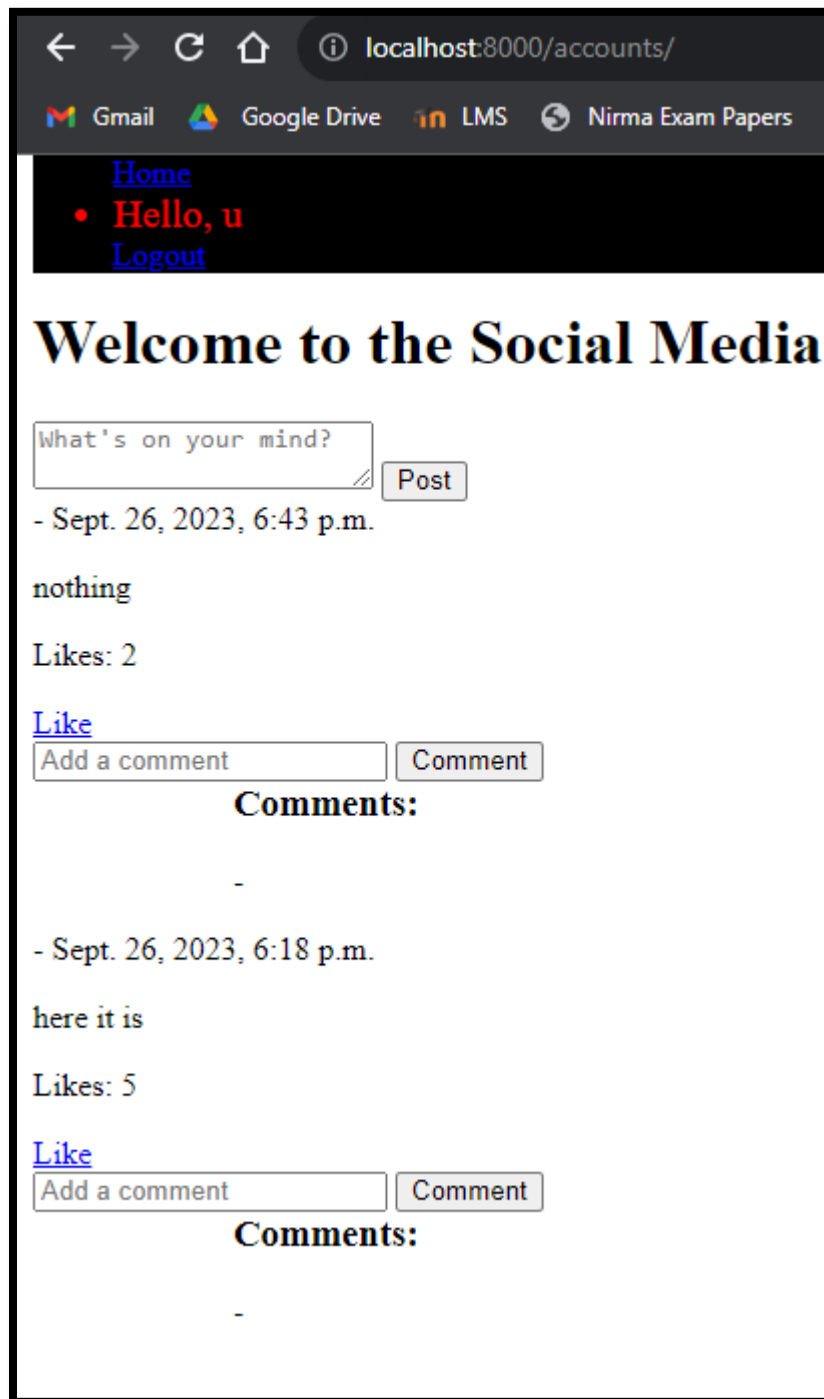 localhost:8000/accounts/
Gmail Google Drive LMS Nirma Exam Papers
Home
• Hello, u
Logout
Welcome to the Social Media
What's on your mind?
Post
- Sept. 26, 2023, 6:43 p.m.
nothing
Likes: 2
Like
Add a comment Comment
Comments:
-
- Sept. 26, 2023, 6:18 p.m.
here it is
Likes: 5
Like
Add a comment Comment
Comments:
-